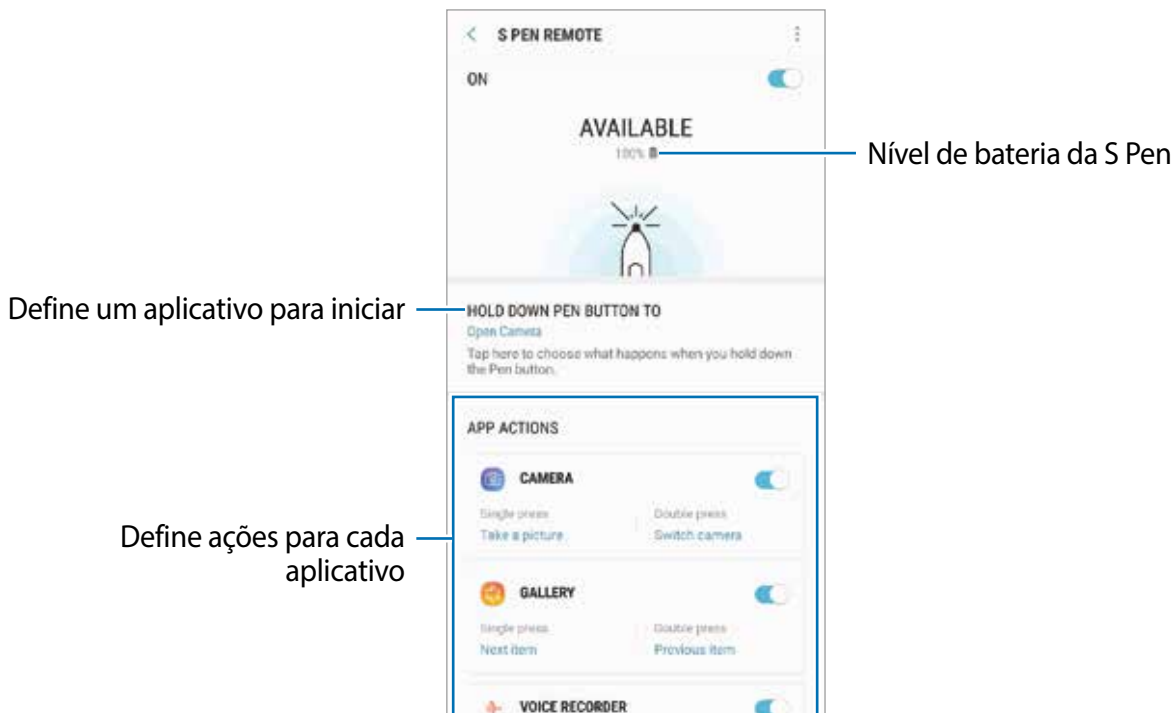 S PEN REMOTE
ON
AVAILABLE
100%
Nível de bateria da S Pen
Define um aplicativo para iniciar
HOLD DOWN PEN BUTTON TO
Open Camera
Tap here to choose what happens when you hold down
the Pen button.
APP ACTIONS
CAMERA
Single press Double press
Take a picture Switch camera
Define ações para cada
aplicativo
GALLERY
Single press Double press
Next item Previous item
VOICE RECORDER